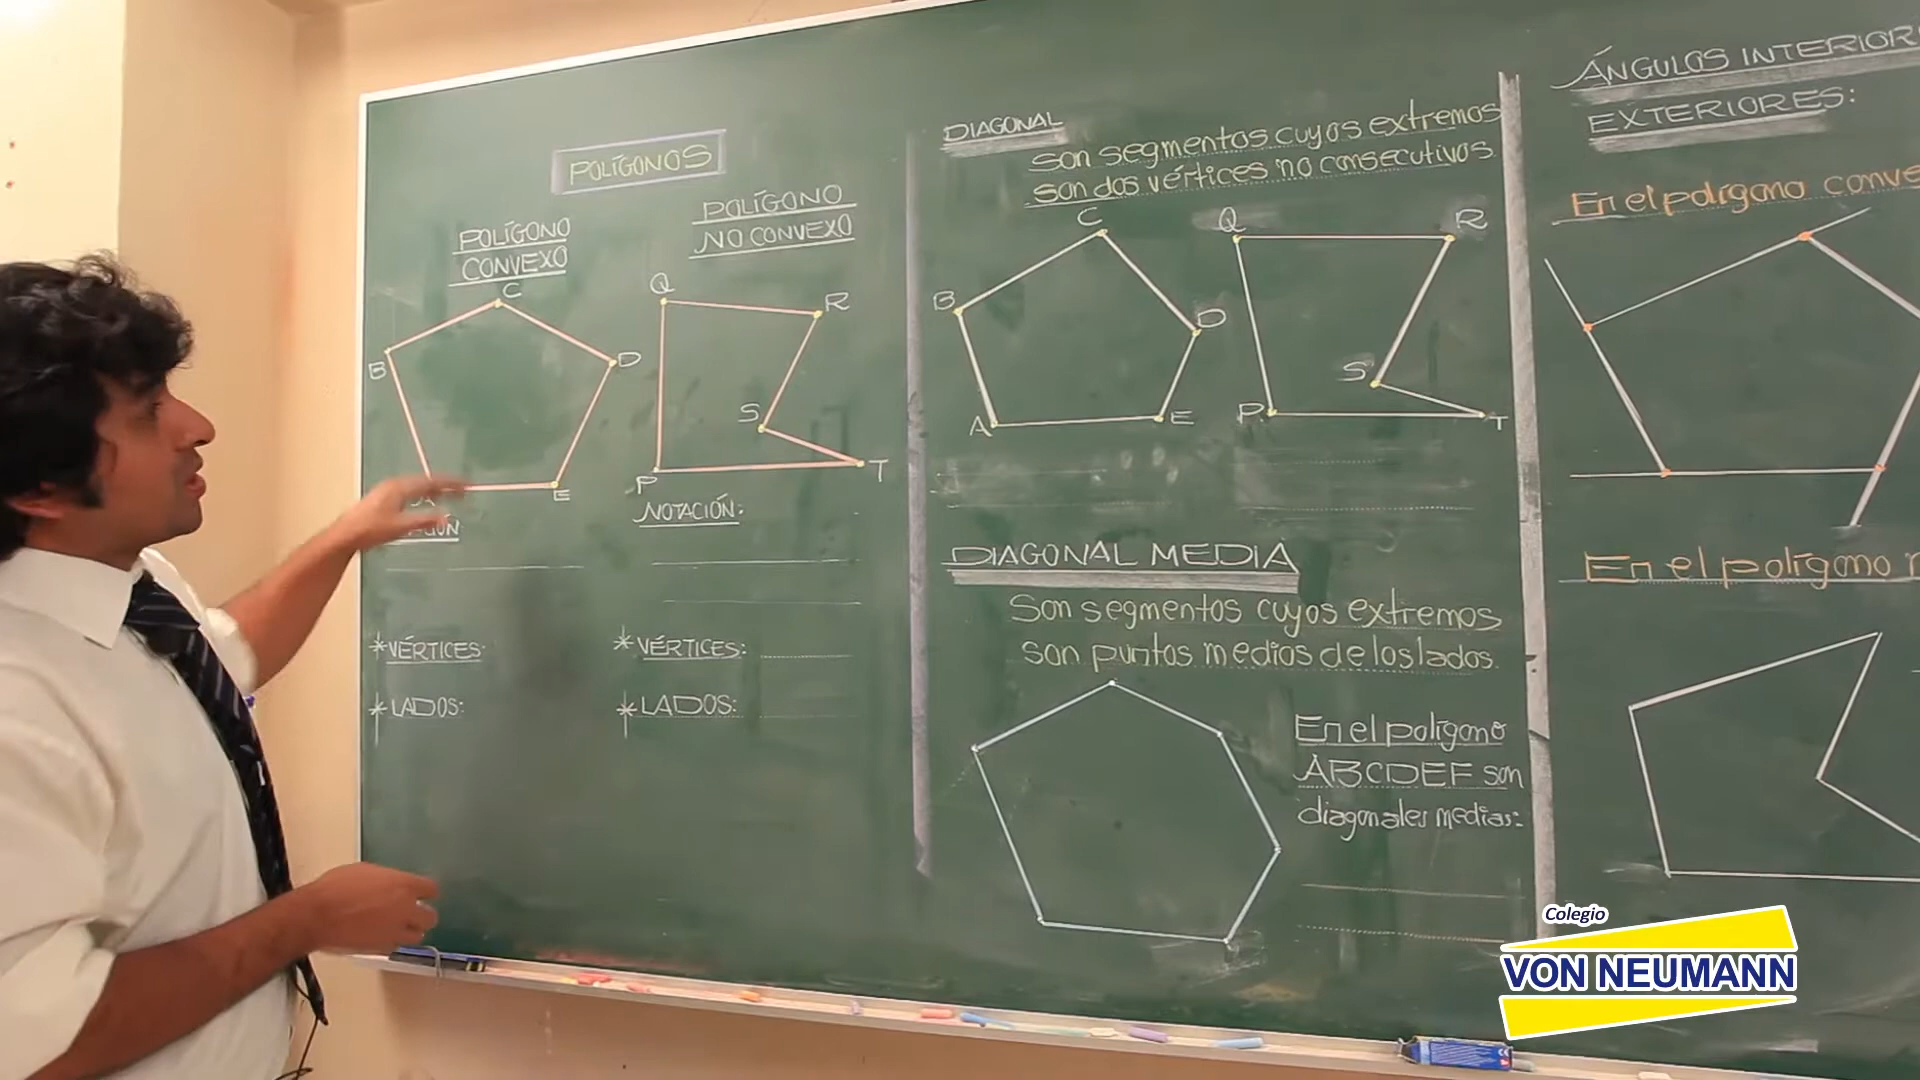 POLÍGONOS
POLÍGONO
CONVEXO
POLÍGONO
NO CONVEXO
C
B
D
E
Q
R
S
P
T
NOTACIÓN:
*VÉRTICES:
*LADOS:
*VÉRTICES:
*LADOS:
DIAGONAL
Son segmentos cuyos extremos
son dos vértices no consecutivos
C
B
D
A
E
Q
R
S
P
T
DIAGONAL MEDIA
Son segmentos cuyos extremos
son puntos medios de los lados.
En el polígono
ABCDEF son
diagonales medias:
ÁNGULOS INTERIOR
EXTERIORES:
En el polígono conve
En el polígono
Colegio
VON NEUMANN